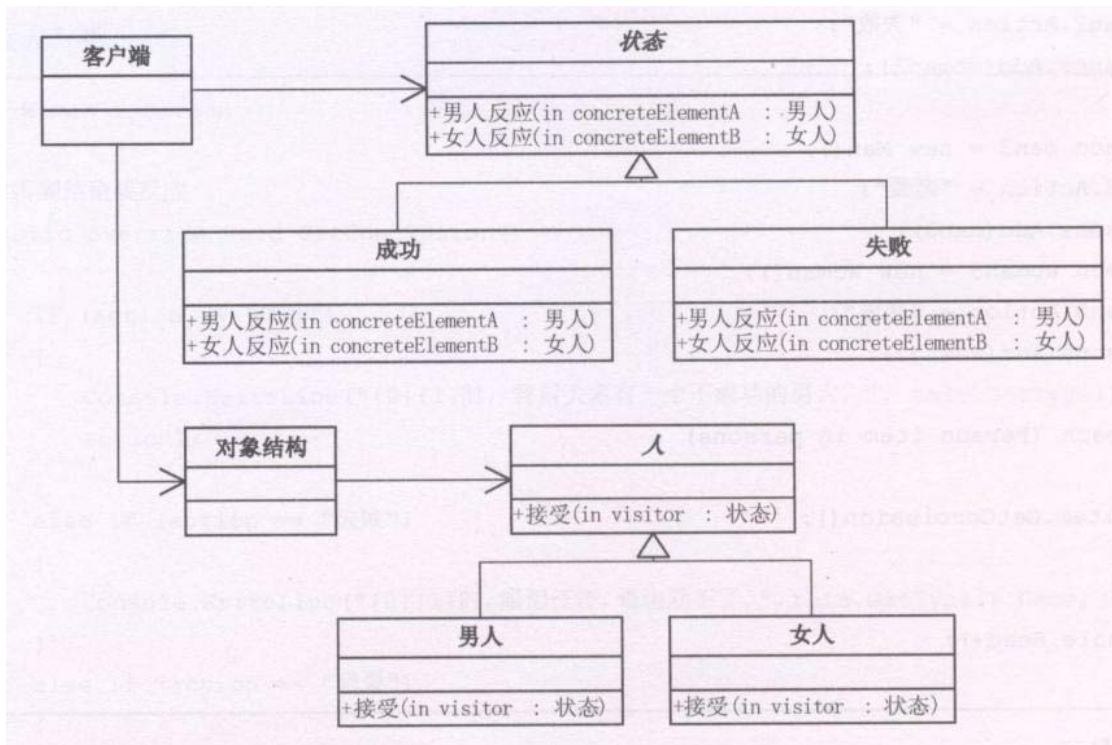 客户端
状态
+男人反应(in concreteElementA : 男人)
+女人反应(in concreteElementB : 女人)
成功
+男人反应(in concreteElementA : 男人)
+女人反应(in concreteElementB : 女人)
失败
+男人反应(in concreteElementA : 男人)
+女人反应(in concreteElementB : 女人)
对象结构
人
+接受(in visitor : 状态)
男人
+接受(in visitor : 状态)
女人
+接受(in visitor : 状态)